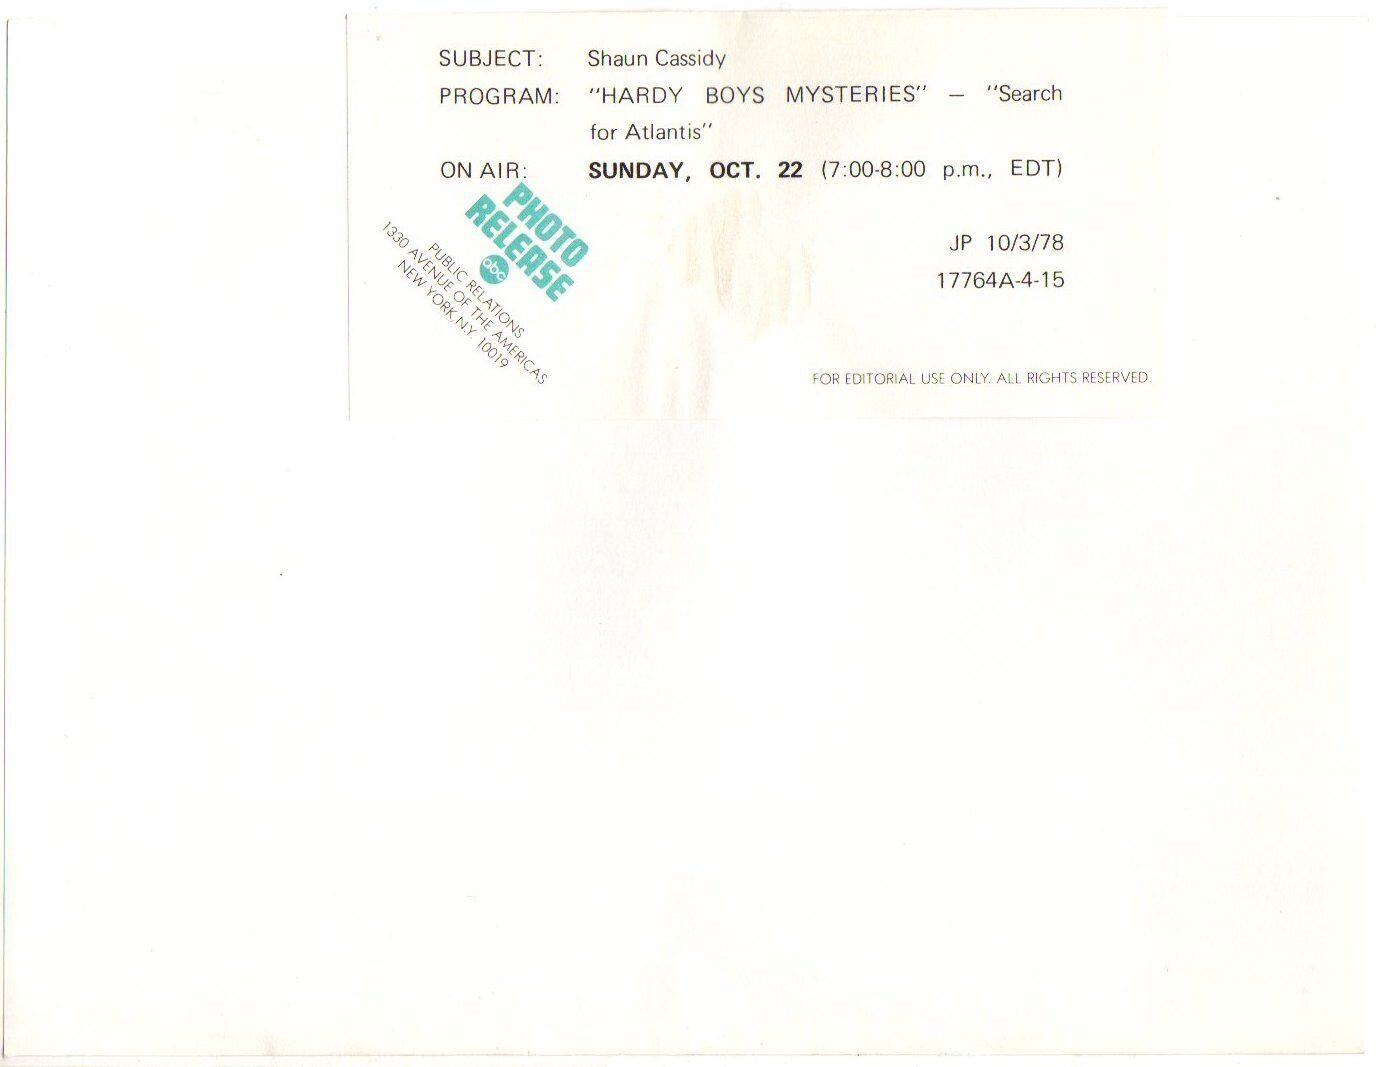 SUBJECT: Shaun Cassidy
PROGRAM: "HARDY BOYS MYSTERIES" — "Search
for Atlantis"
ON AIR: SUNDAY, OCT. 22 (7:00-8:00 p.m., EDT)
PHOTO
RELEASE
abc
PUBLIC RELATIONS
1330 AVENUE OF THE AMERICAS
NEW YORK, N.Y. 10019
JP 10/3/78
17764A-4-15
FOR EDITORIAL USE ONLY. ALL RIGHTS RESERVED.